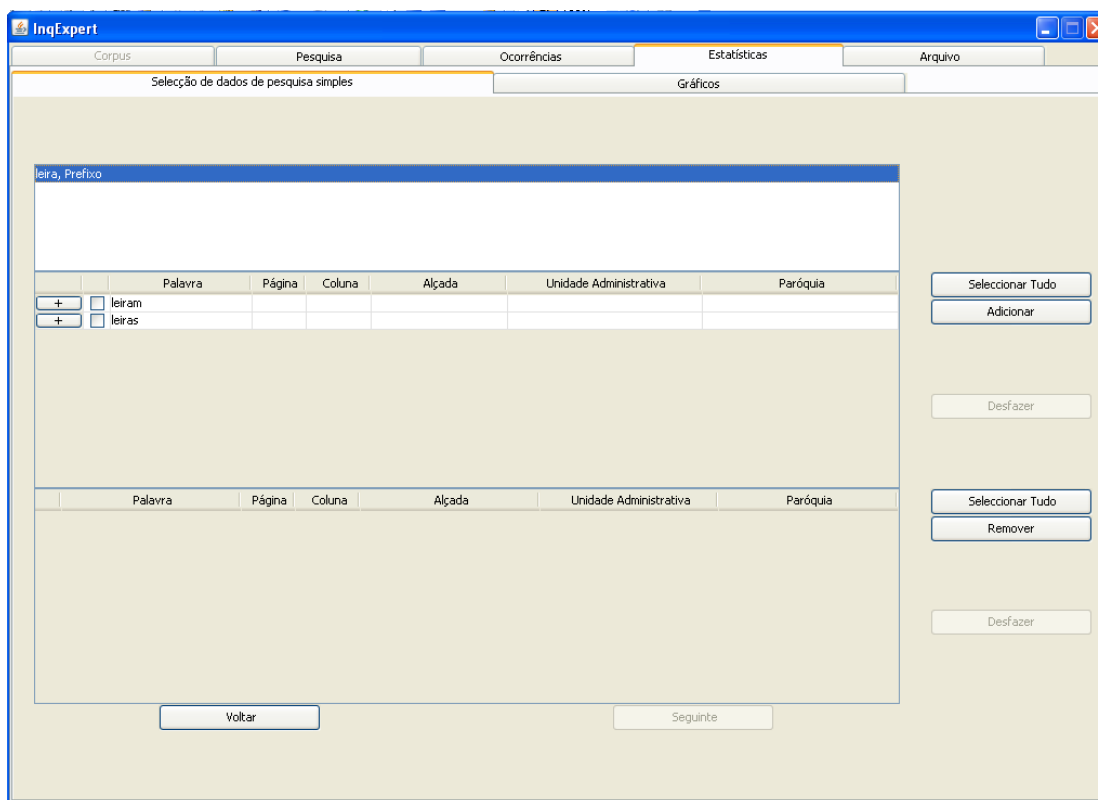 InqExpert
Corpus Pesquisa Ocorrências Estatísticas Arquivo
Selecção de dados de pesquisa simples Gráficos
leira, Prefixo
Palavra Página Coluna Alçada Unidade Administrativa Paróquia
Seleccionar Tudo
+ leiram
Adicionar
+ leiras
Desfazer
Palavra Página Coluna Alçada Unidade Administrativa Paróquia
Seleccionar Tudo
Remover
Desfazer
Voltar Seguinte